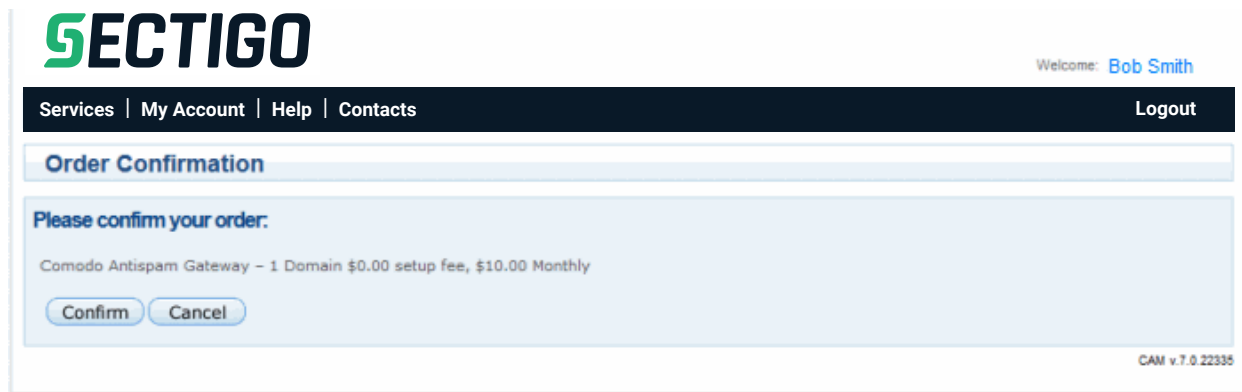 SECTIGO
Welcome: Bob Smith
Services | My Account | Help | Contacts Logout
Order Confirmation
Please confirm your order:
Comodo Antispam Gateway – 1 Domain $0.00 setup fee, $10.00 Monthly
Confirm Cancel
CAM v.7.0.22335